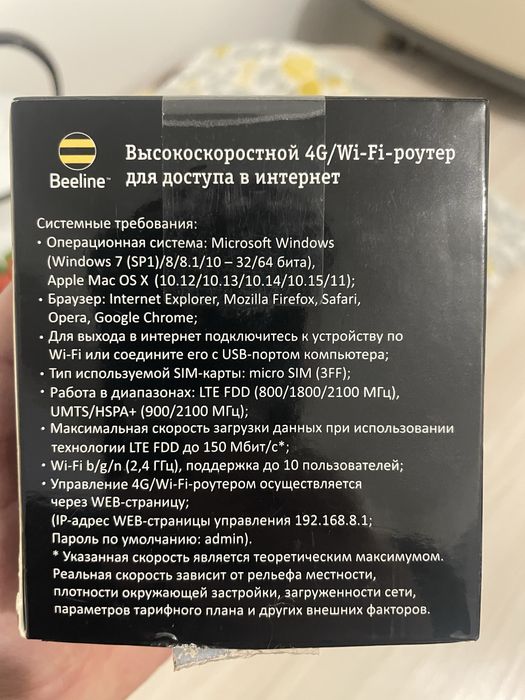 Beeline™
Высокоскоростной 4G/Wi-Fi-роутер
для доступа в интернет
Системные требования:
• Операционная система: Microsoft Windows
(Windows 7 (SP1)/8/8.1/10 – 32/64 бита),
Apple Mac OS X (10.12/10.13/10.14/10.15/11);
• Браузер: Internet Explorer, Mozilla Firefox, Safari,
Opera, Google Chrome;
• Для выхода в интернет подключитесь к устройству по
Wi-Fi или соедините его с USB-портом компьютера;
• Тип используемой SIM-карты: micro SIM (3FF);
• Работа в диапазонах: LTE FDD (800/1800/2100 МГц),
UMTS/HSPA+ (900/2100 МГц);
• Максимальная скорость загрузки данных при использовании
технологии LTE FDD до 150 Мбит/с*;
• Wi-Fi b/g/n (2,4 ГГц), поддержка до 10 пользователей;
• Управление 4G/Wi-Fi-роутером осуществляется
через WEB-страницу;
(IP-адрес WEB-страницы управления 192.168.8.1;
Пароль по умолчанию: admin).
* Указанная скорость является теоретическим максимумом.
Реальная скорость зависит от рельефа местности,
плотности окружающей застройки, загруженности сети,
параметров тарифного плана и других внешних факторов.